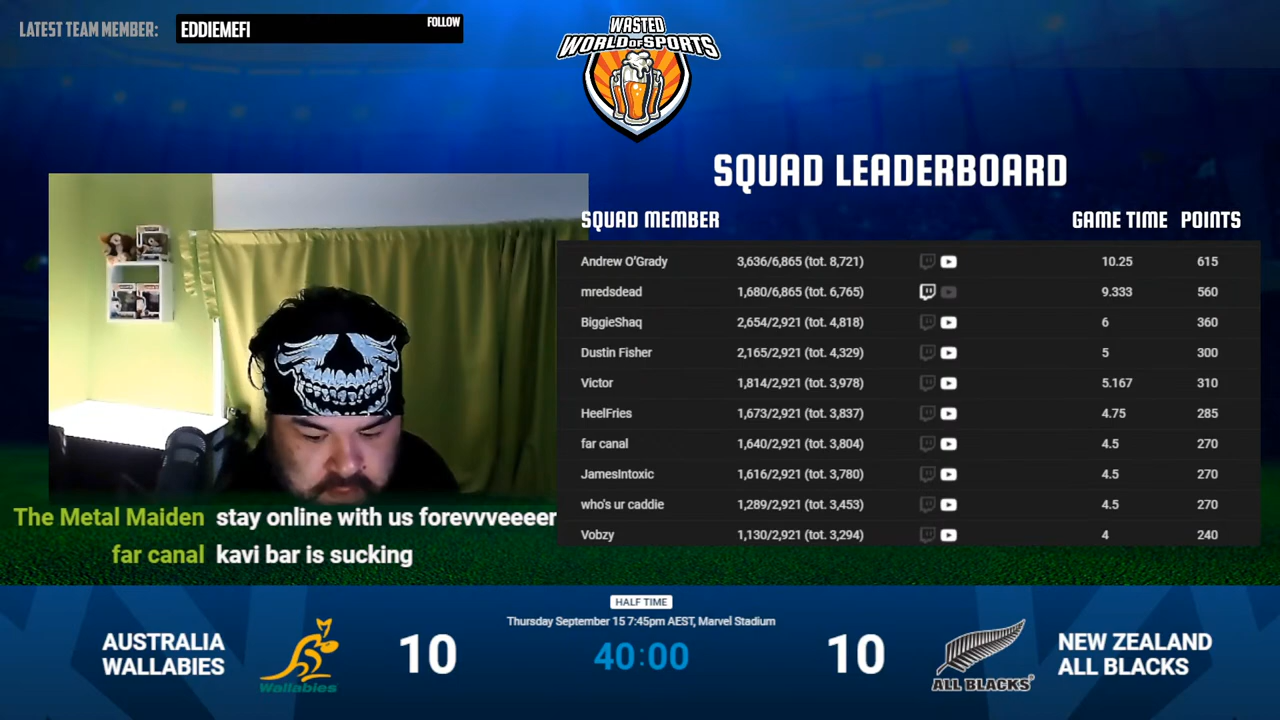 LATEST TEAM MEMBER: EDDIEMEFI FOLLOW
WASTED
WORLD OF SPORTS
SQUAD LEADERBOARD
SQUAD MEMBER GAME TIME POINTS
Andrew O'Grady 3,636/6,865 (tot. 8,721) 10.25 615
mredsdead 1,680/6,865 (tot. 6,765) 9.333 560
BiggieShaq 2,654/2,921 (tot. 4,818) 6 360
Dustin Fisher 2,165/2,921 (tot. 4,329) 5 300
Victor 1,814/2,921 (tot. 3,978) 5.167 310
HeelFries 1,673/2,921 (tot. 3,837) 4.75 285
far canal 1,640/2,921 (tot. 3,804) 4.5 270
JamesIntoxic 1,616/2,921 (tot. 3,780) 4.5 270
who's ur caddie 1,289/2,921 (tot. 3,453) 4.5 270
Vobzy 1,130/2,921 (tot. 3,294) 4 240
The Metal Maiden stay online with us forevvveeeer
far canal kavi bar is sucking
HALF TIME
Thursday September 15 7:45pm AEST, Marvel Stadium
AUSTRALIA
WALLABIES
Wallabies
10
40:00
10
ALL BLACKS
NEW ZEALAND
ALL BLACKS